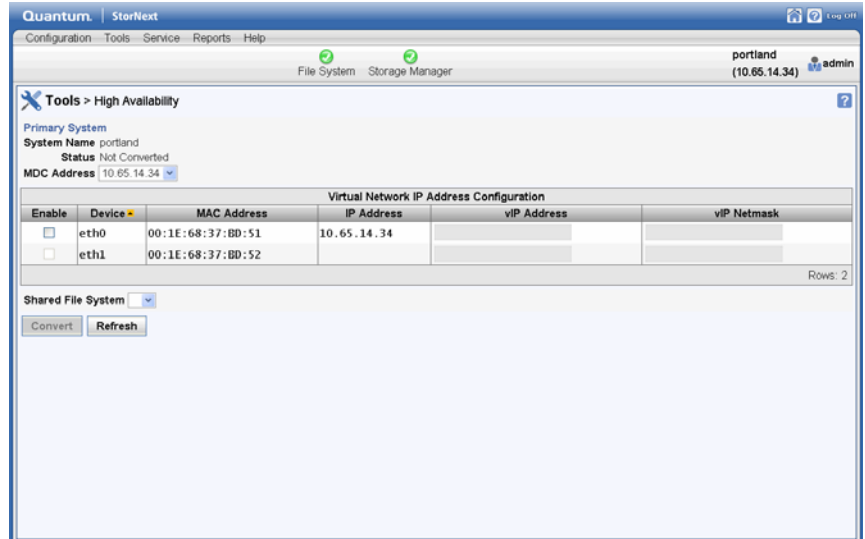 Quantum. StorNext Log Off
Configuration Tools Service Reports Help
File System Storage Manager portland (10.65.14.34) admin
Tools > High Availability
Primary System
System Name portland
Status Not Converted
MDC Address 10.65.14.34
Virtual Network IP Address Configuration
Enable Device MAC Address IP Address vIP Address vIP Netmask
eth0 00:1E:68:37:BD:51 10.65.14.34
eth1 00:1E:68:37:BD:52
Rows: 2
Shared File System
Convert Refresh